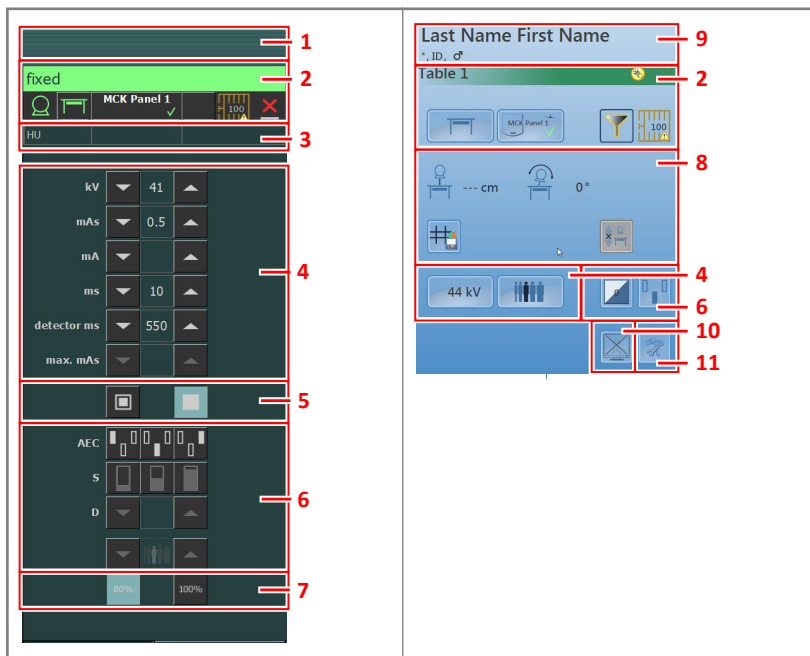 1
fixed
2
MCK Panel 1
100
HU
3
kV 41
mAs 0.5
mA
4
ms 10
detector ms 550
max. mAs
5
AEC
S
6
D
80% 100%
7
Last Name First Name
9
*, ID, ♂
Table 1
2
MCK Panel 1
100
8
--- cm 0°
4
44 kV
0
6
10
11